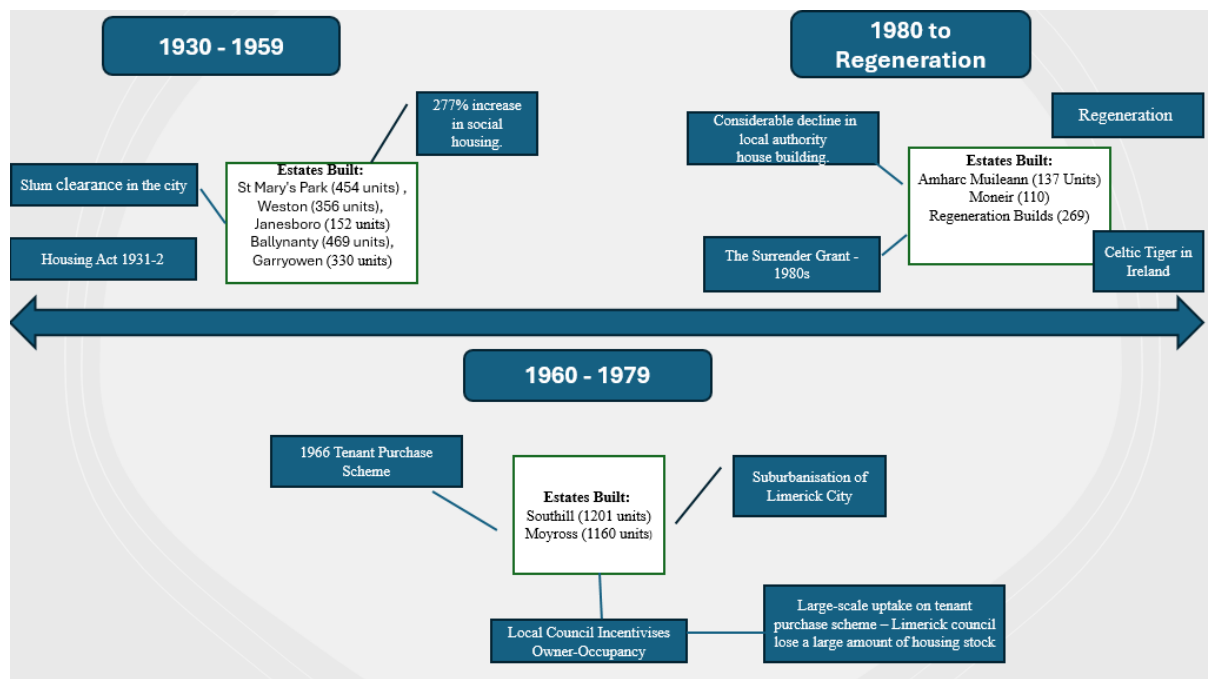 1930 - 1959
277% increase
in social
housing.
Slum clearance in the city
Housing Act 1931-2
Estates Built:
St Mary's Park (454 units) ,
Weston (356 units),
Janesboro (152 units)
Ballynanty (469 units),
Garryowen (330 units)
1980 to
Regeneration
Considerable decline in
local authority
house building.
Regeneration
Estates Built:
Amharc Muileann (137 Units)
Moneir (110)
Regeneration Builds (269)
The Surrender Grant -
1980s
Celtic Tiger in
Ireland
1960 - 1979
1966 Tenant Purchase
Scheme
Estates Built:
Southill (1201 units)
Moyross (1160 units)
Suburbanisation of
Limerick City
Local Council Incentivises
Owner-Occupancy
Large-scale uptake on tenant
purchase scheme – Limerick council
lose a large amount of housing stock